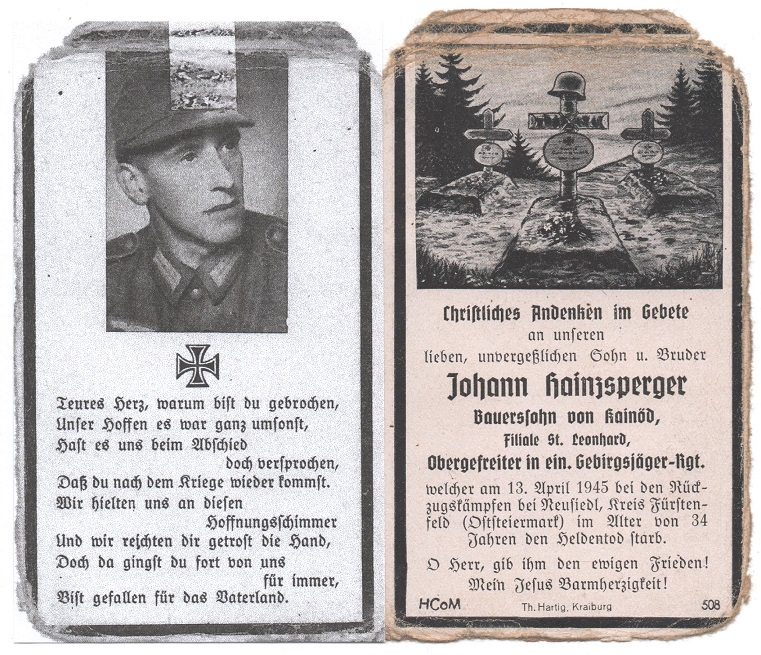 Teures Herz, warum bist du gebrochen,
Unser Hoffen es war ganz umsonst,
Hast es uns beim Abschied
doch versprochen,
Daß du nach dem Kriege wieder kommst.
Wir hielten uns an diesen
Hoffnungsschimmer
Und wir reichten dir getrost die Hand,
Doch da gingst du fort von uns
für immer,
Bist gefallen für das Vaterland.
Christliches Andenken im Gebete
an unseren
lieben, unvergeßlichen Sohn u. Bruder
Johann Hainzsperger
Bauerssohn von Kainöd,
Filiale St. Leonhard,
Obergefreiter in ein. Gebirgsjäger-Rgt.
welcher am 13. April 1945 bei den Rück-
zugskämpfen bei Neusiedl, Kreis Fürsten-
feld (Oststeiermark) im Alter von 34
Jahren den Heldentod starb.
O Herr, gib ihm den ewigen Frieden!
Mein Jesus Barmherzigkeit!
HCoM Th. Hartig, Kraiburg 508